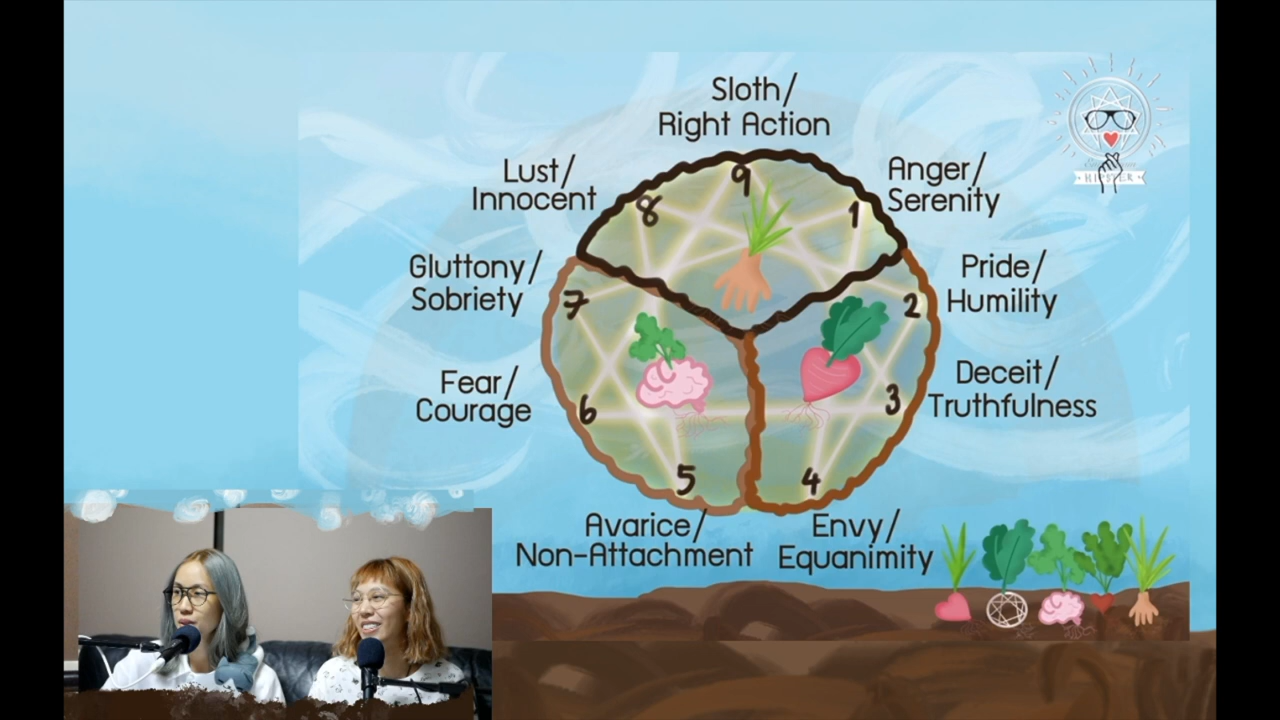 Sloth/
Right Action
Lust/
Innocent
Anger/
Serenity
Gluttony/
Sobriety
Pride/
Humility
Fear/
Courage
Deceit/
Truthfulness
Avarice/
Non-Attachment
Envy/
Equanimity
9
8
1
7
2
6
3
5
4
HIPSTER